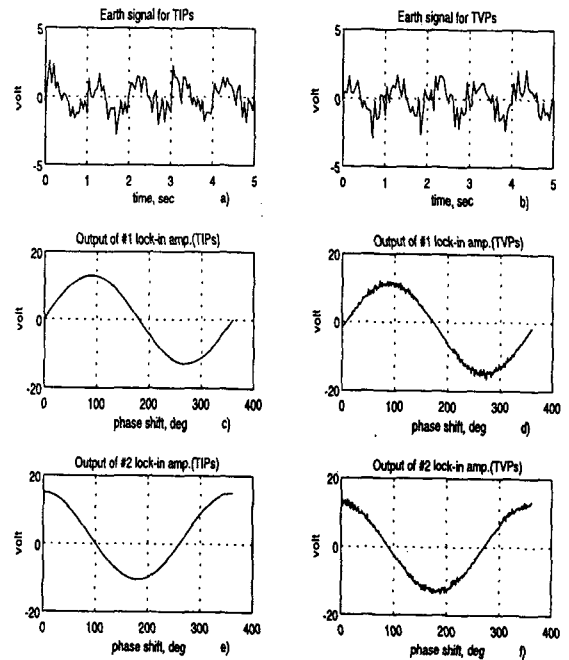 Earth signal for TIPs
5
volt
0
-5
0 1 2 3 4 5
time, sec a)
Earth signal for TVPs
5
volt
0
-5
0 1 2 3 4 5
time, sec b)
Output of #1 lock-in amp.(TIPs)
20
volt
0
-20
0 100 200 300 400
phase shift, deg c)
Output of #1 lock-in amp.(TVPs)
20
volt
0
-20
0 100 200 300 400
phase shift, deg d)
Output of #2 lock-in amp.(TIPs)
20
volt
0
-20
0 100 200 300 400
phase shift, deg e)
Output of #2 lock-in amp.(TVPs)
20
volt
0
-20
0 100 200 300 400
phase shift, deg f)